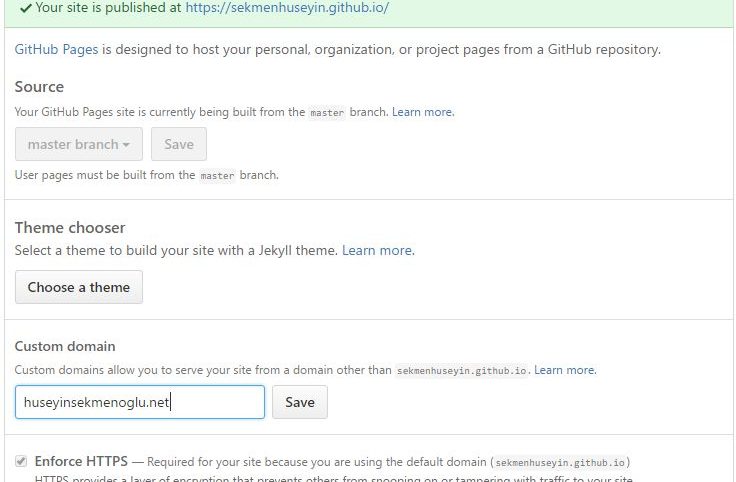 Your site is published at https://sekmenhuseyin.github.io/
GitHub Pages is designed to host your personal, organization, or project pages from a GitHub repository.
Source
Your GitHub Pages site is currently being built from the master branch. Learn more.
master branch Save
User pages must be built from the master branch.
Theme chooser
Select a theme to build your site with a Jekyll theme. Learn more.
Choose a theme
Custom domain
Custom domains allow you to serve your site from a domain other than sekmenhuseyin.github.io. Learn more.
huseyinsekmenoglu.net Save
Enforce HTTPS — Required for your site because you are using the default domain (sekmenhuseyin.github.io)
HTTPS provides a layer of encryption that prevents others from snooping on or tampering with traffic to your site.